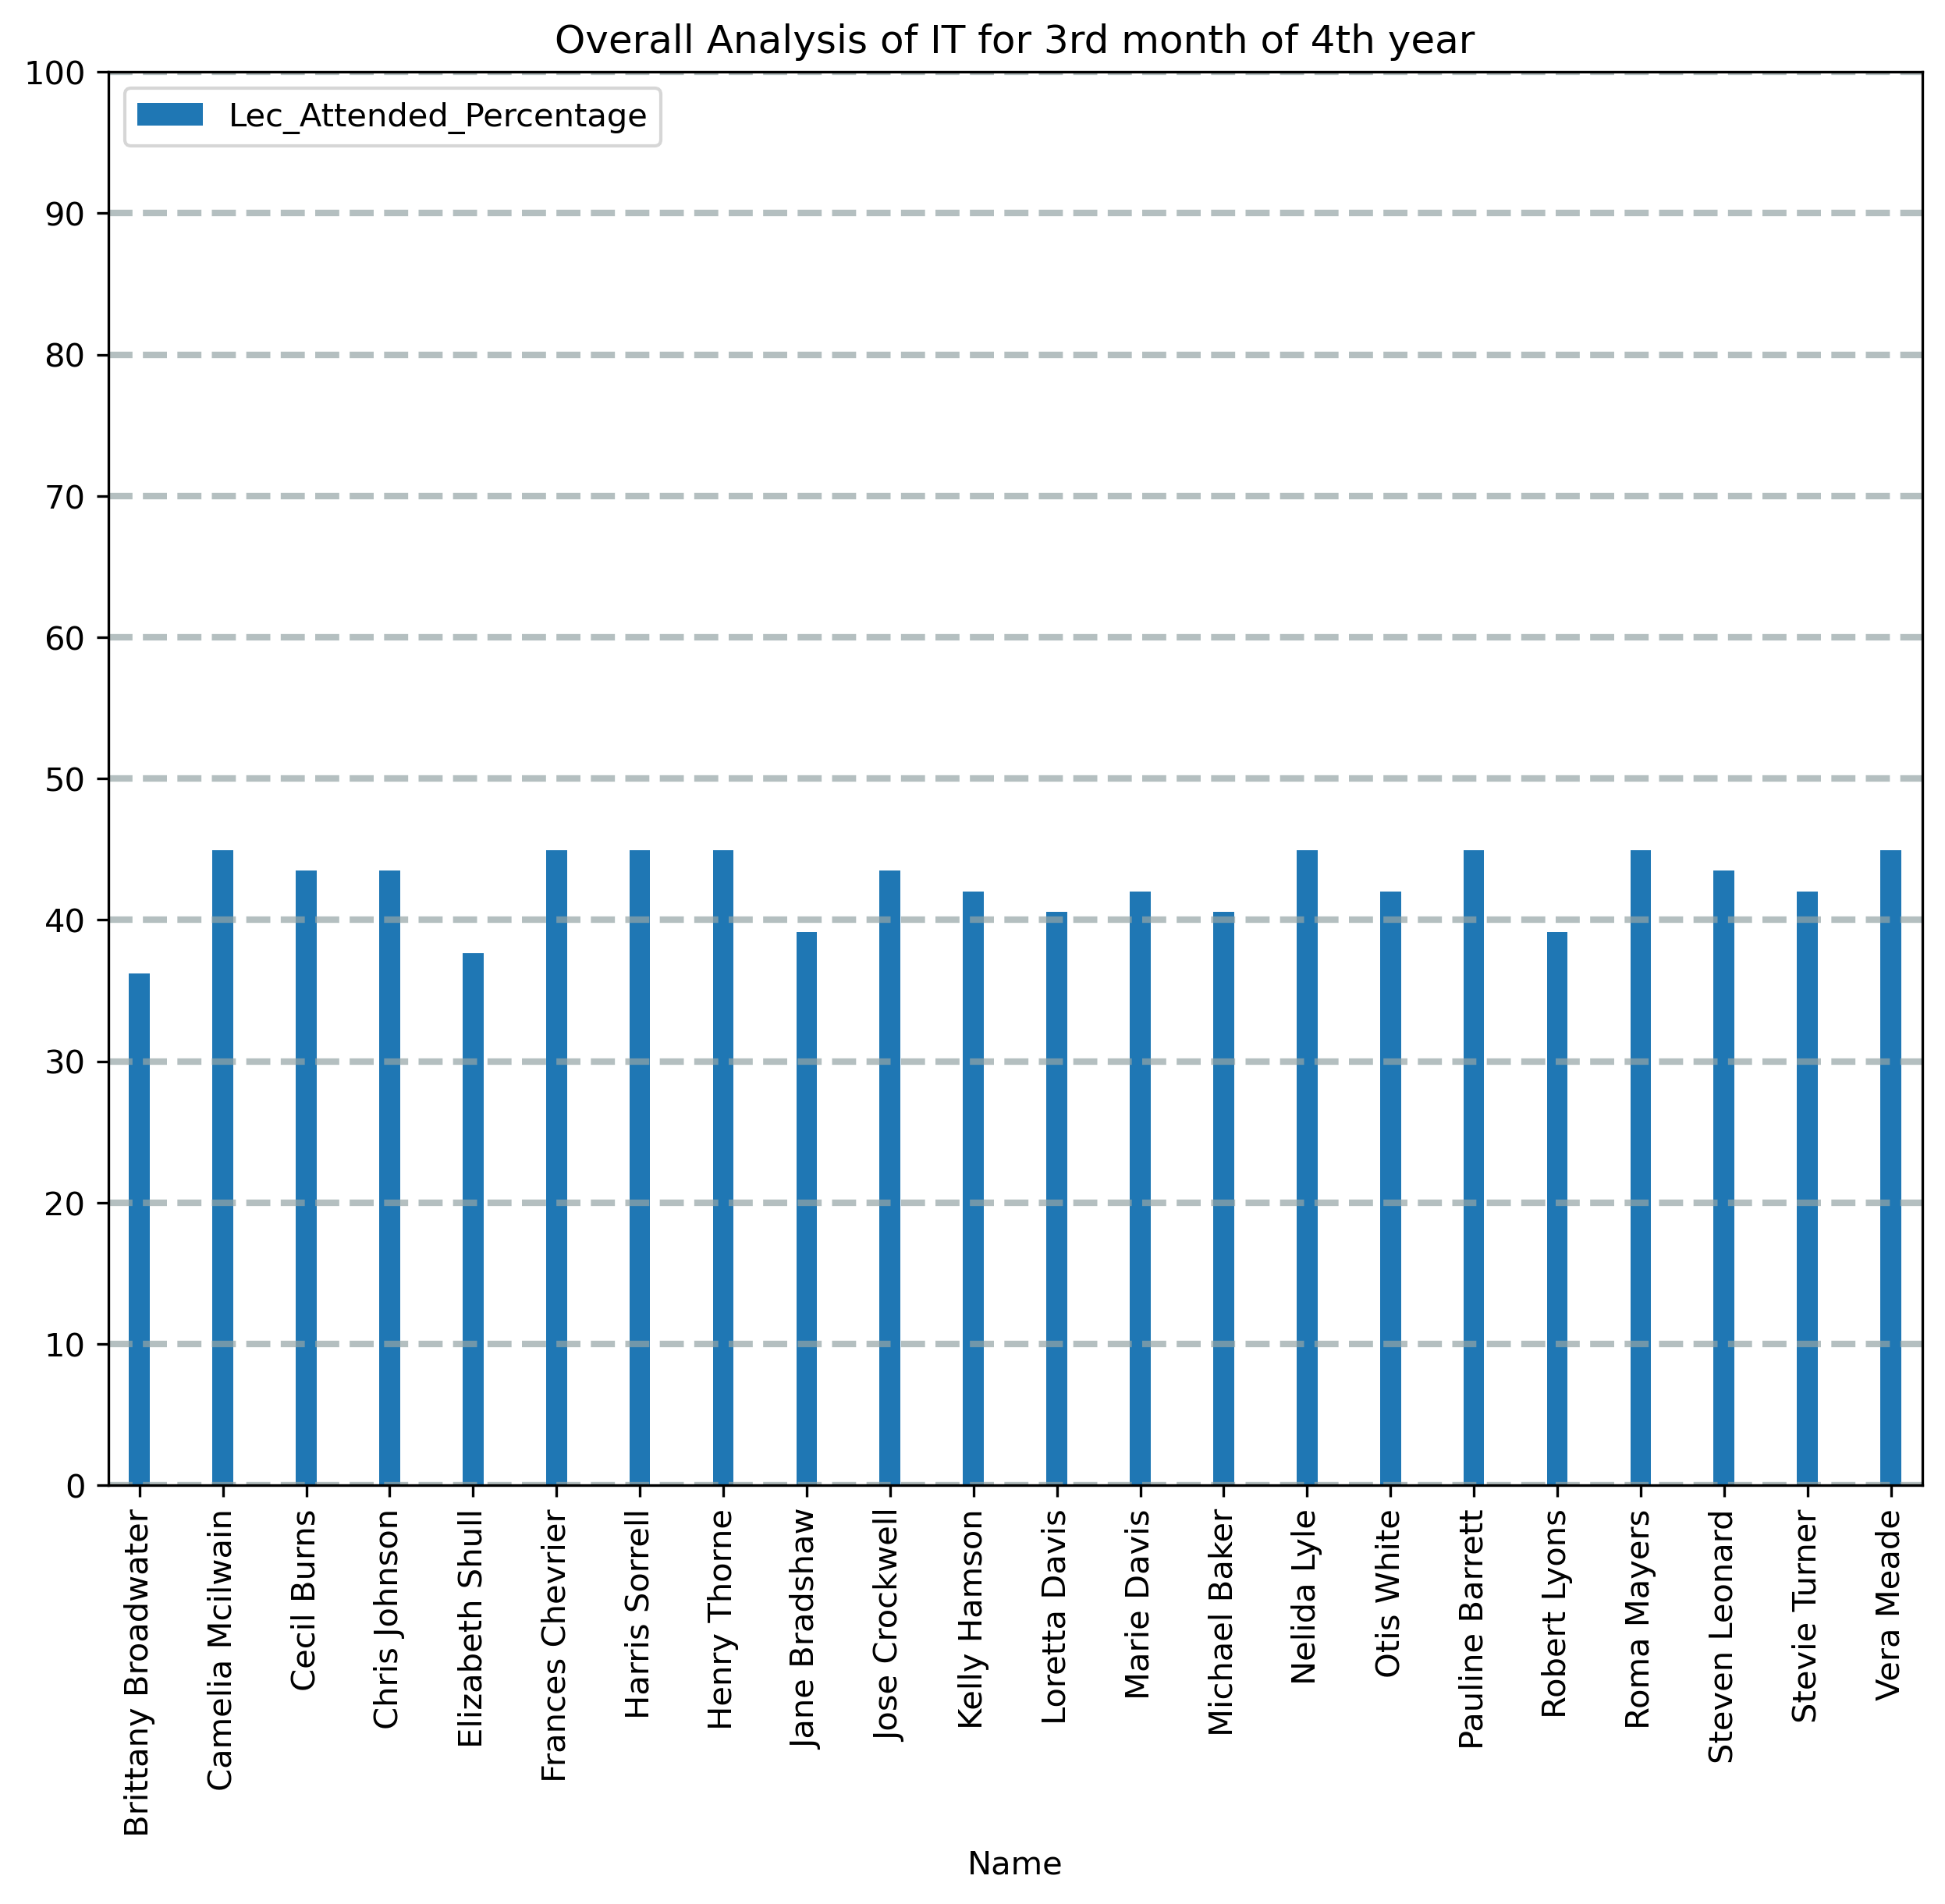 Overall Analysis of IT for 3rd month of 4th year
Lec_Attended_Percentage
100
90
80
70
60
50
40
30
20
10
0
Brittany Broadwater
Camelia Mcilwain
Cecil Burns
Chris Johnson
Elizabeth Shull
Frances Chevrier
Harris Sorrell
Henry Thorne
Jane Bradshaw
Jose Crockwell
Kelly Hamson
Loretta Davis
Marie Davis
Michael Baker
Nelida Lyle
Otis White
Pauline Barrett
Robert Lyons
Roma Mayers
Steven Leonard
Stevie Turner
Vera Meade
Name